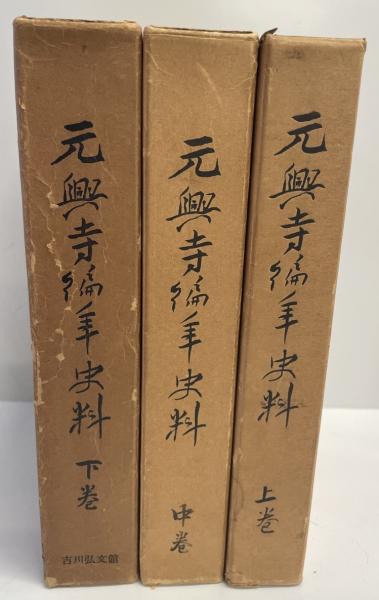 元興寺編年史料
上巻
元興寺編年史料
中巻
元興寺編年史料
下巻
吉川弘文館